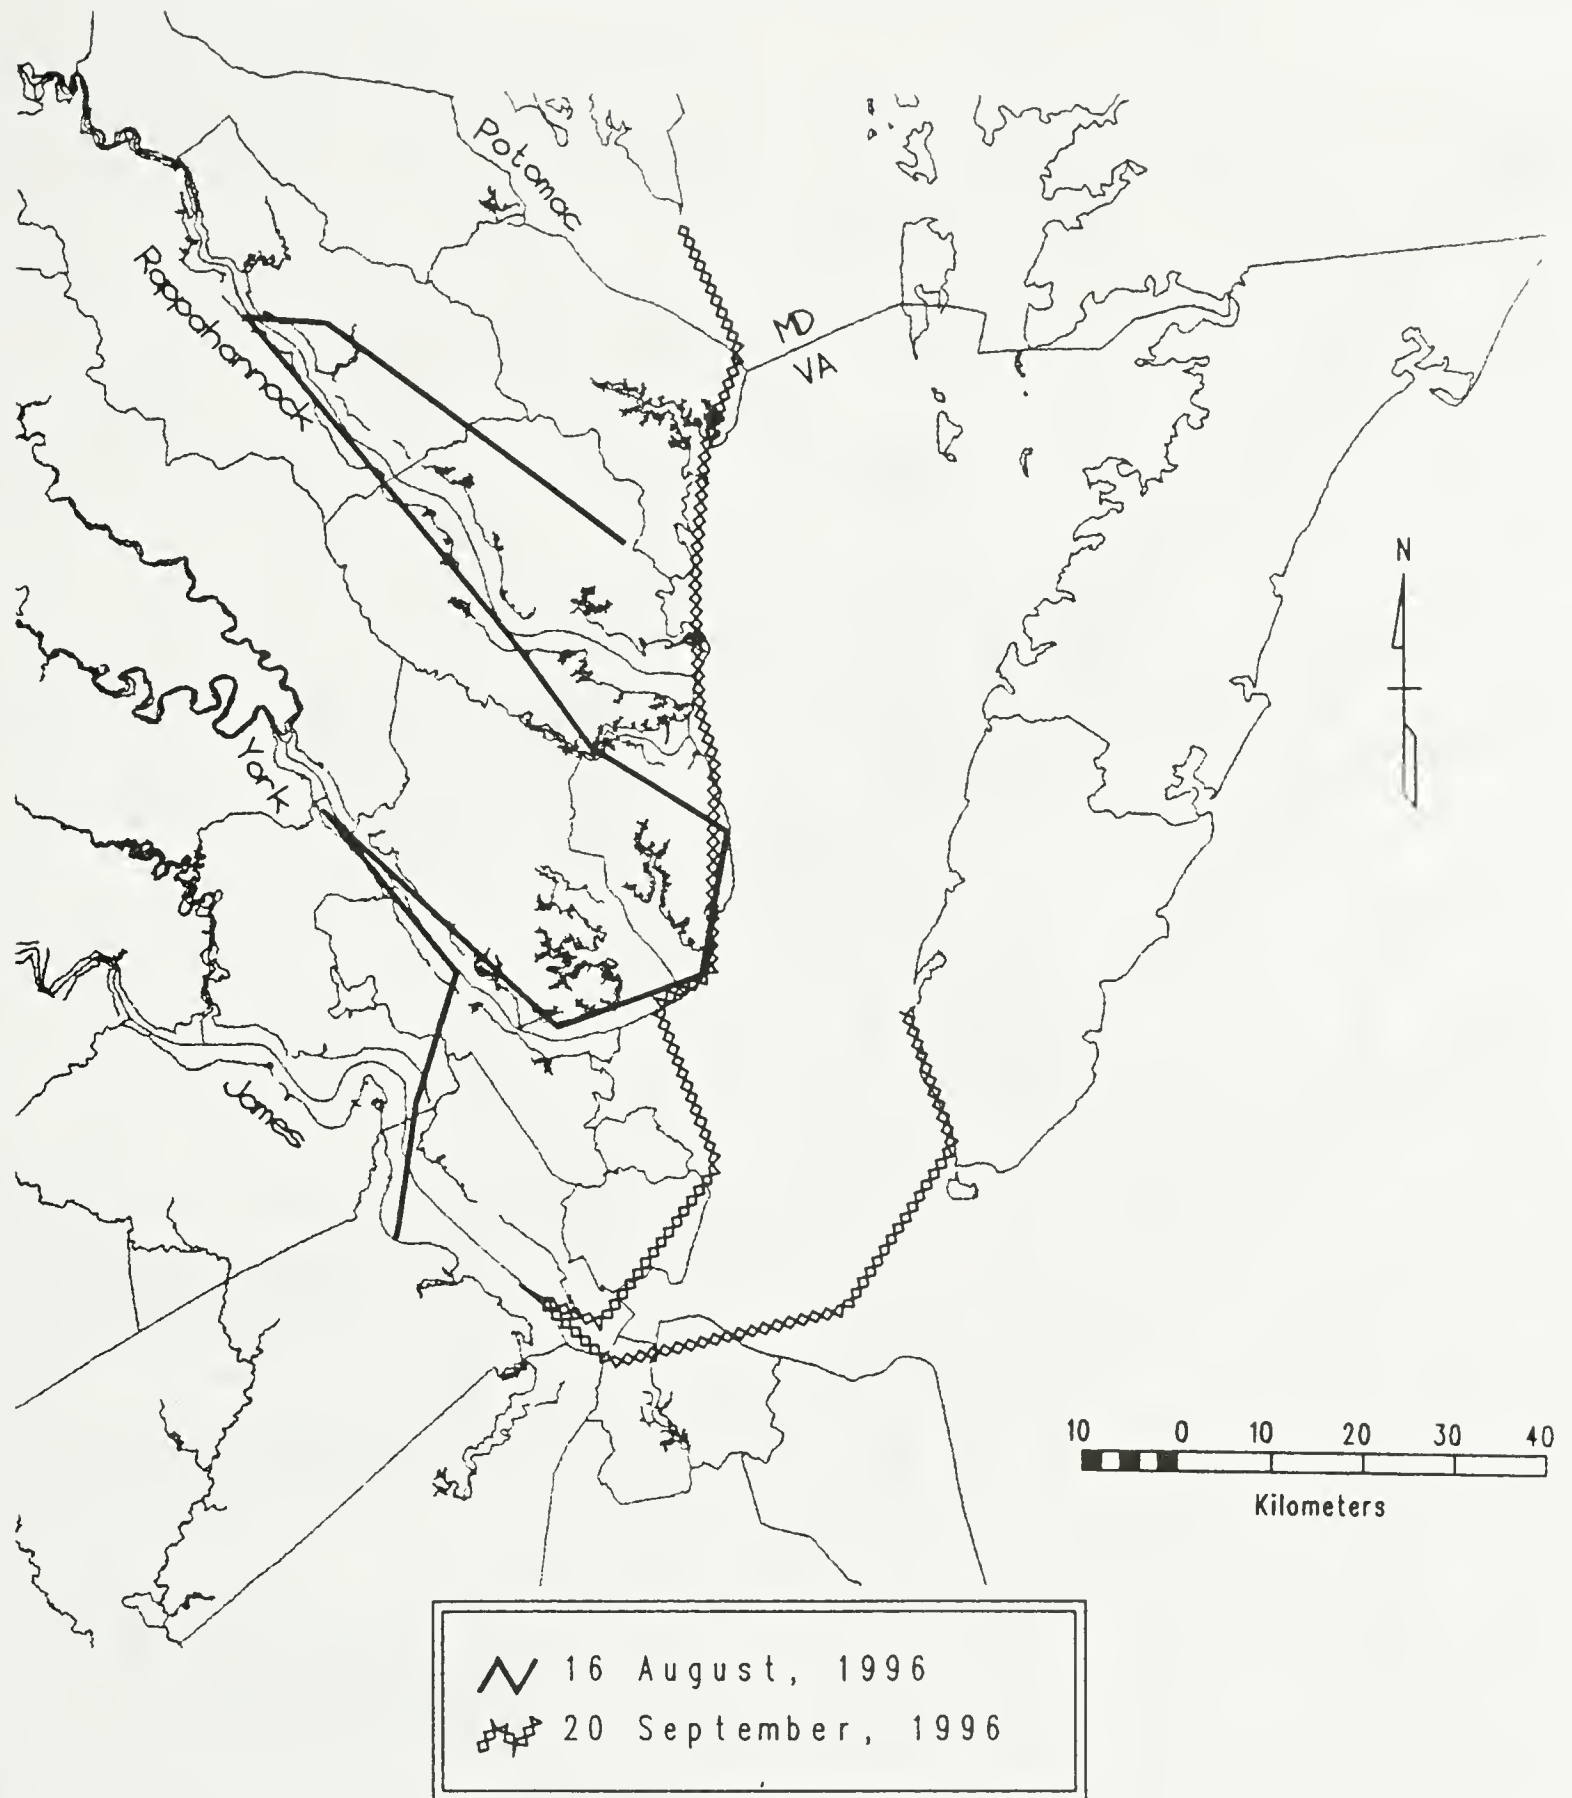 Potomac
Rappahannock
MD
VA
N
York
James
10 0 10 20 30 40
Kilometers
16 August, 1996
20 September, 1996